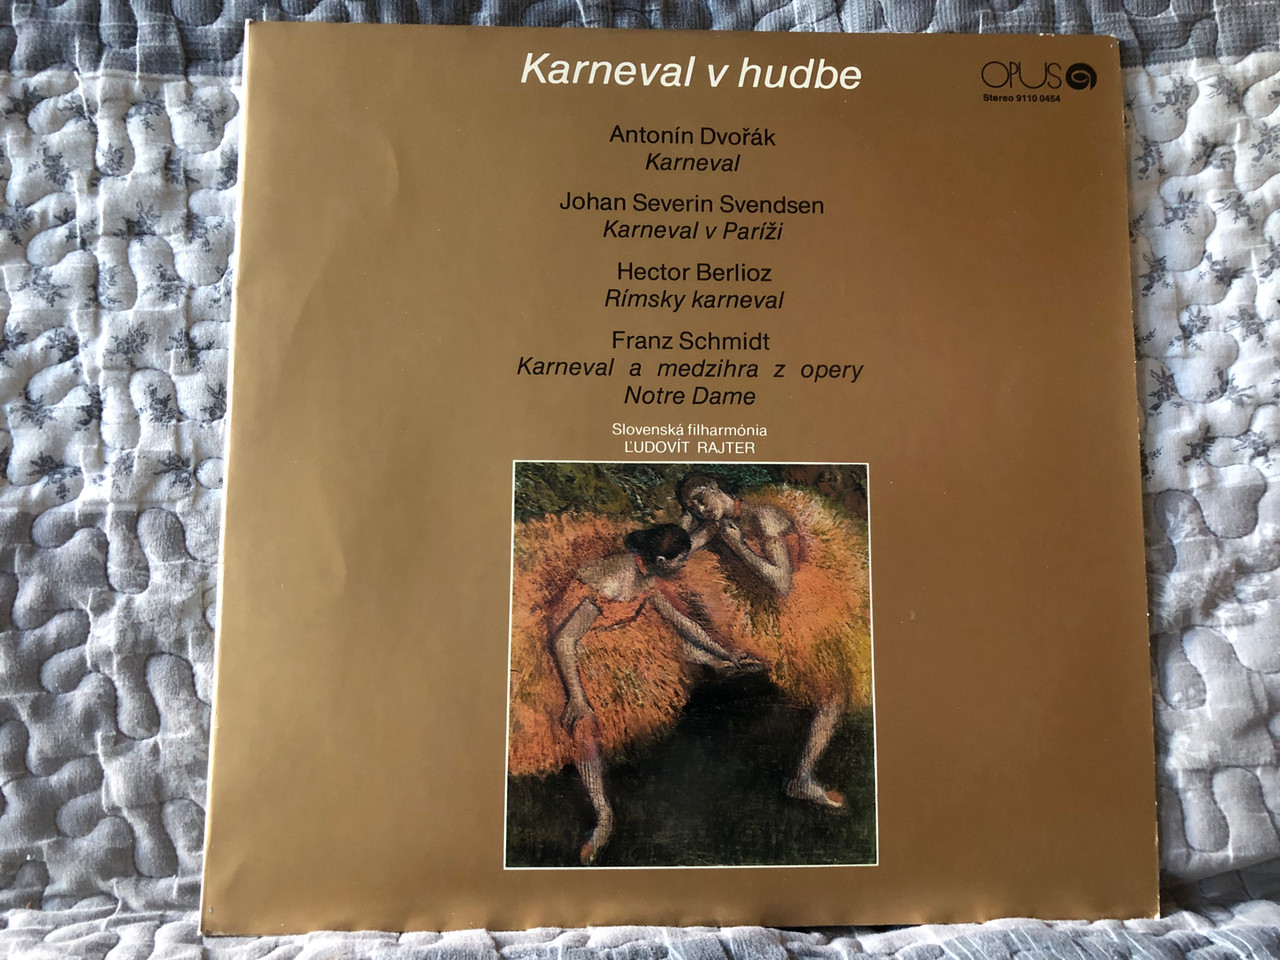 Karneval v hudbe
OPUS
Stereo 9110 0454
Antonín Dvořák
Karneval
Johan Severin Svendsen
Karneval v Paríži
Hector Berlioz
Rímsky karneval
Franz Schmidt
Karneval a medzihra z opery
Notre Dame
Slovenská filharmónia
ĽUDOVÍT RAJTER